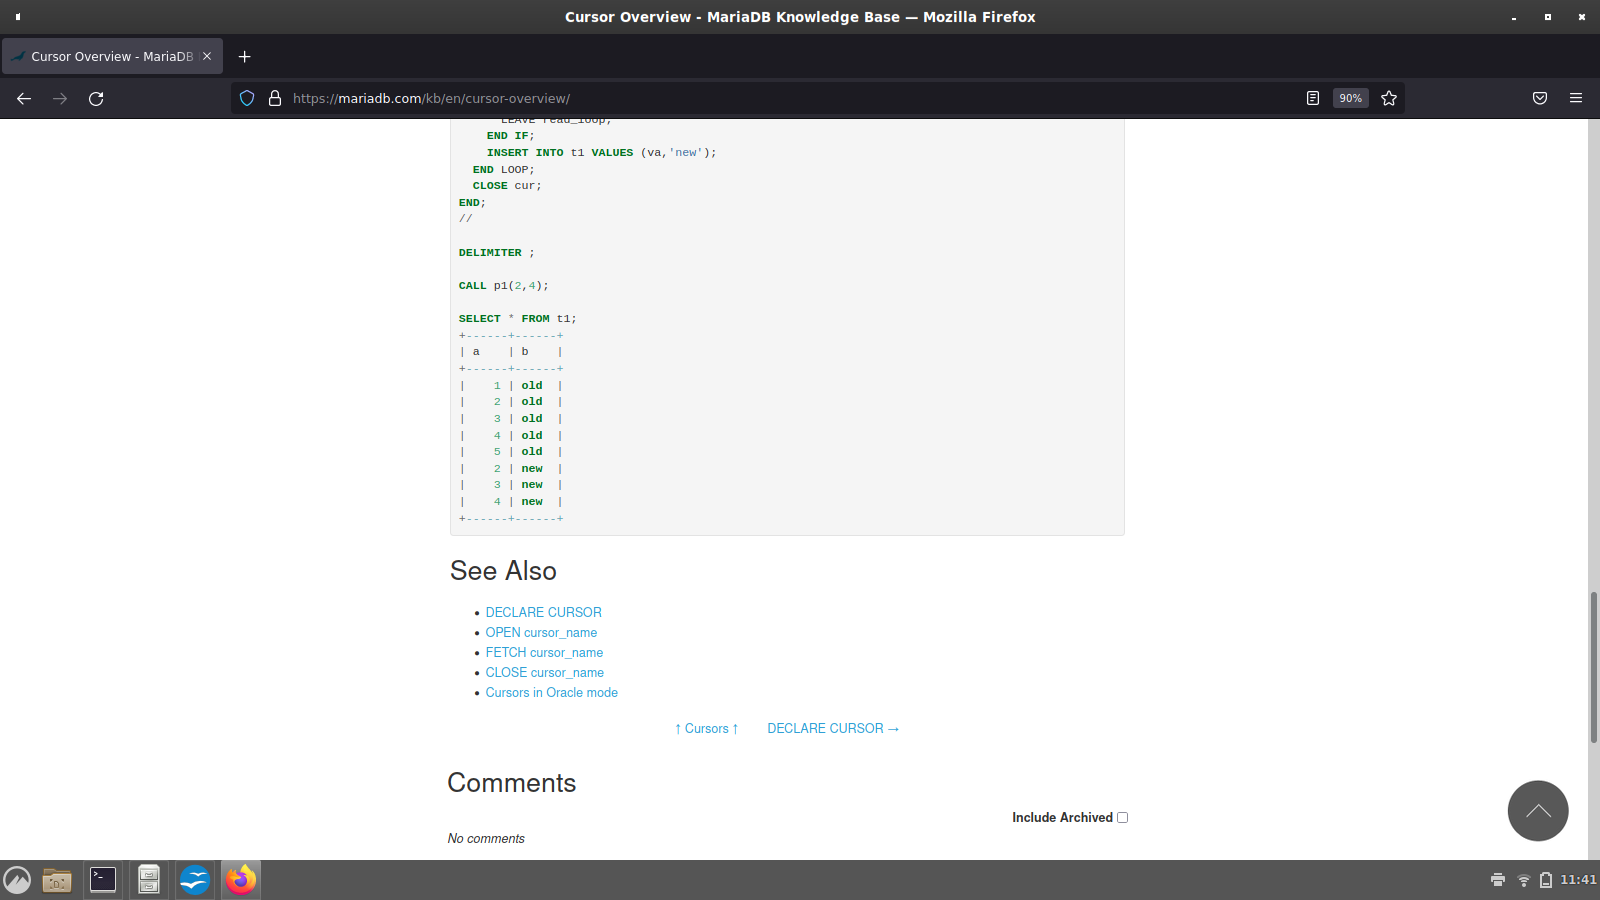 Cursor Overview - MariaDB Knowledge Base — Mozilla Firefox
Cursor Overview - MariaDB
https://mariadb.com/kb/en/cursor-overview/
90%
LEAVE read_loop;
END IF;
INSERT INTO t1 VALUES (va,'new');
END LOOP;
CLOSE cur;
END;
//
DELIMITER ;
CALL p1(2,4);
SELECT * FROM t1;
+------+------+
| a    | b    |
+------+------+
|    1 | old  |
|    2 | old  |
|    3 | old  |
|    4 | old  |
|    5 | old  |
|    2 | new  |
|    3 | new  |
|    4 | new  |
+------+------+
See Also
• DECLARE CURSOR
• OPEN cursor_name
• FETCH cursor_name
• CLOSE cursor_name
• Cursors in Oracle mode
↑ Cursors ↑ DECLARE CURSOR →
Comments
Include Archived
No comments
11:41